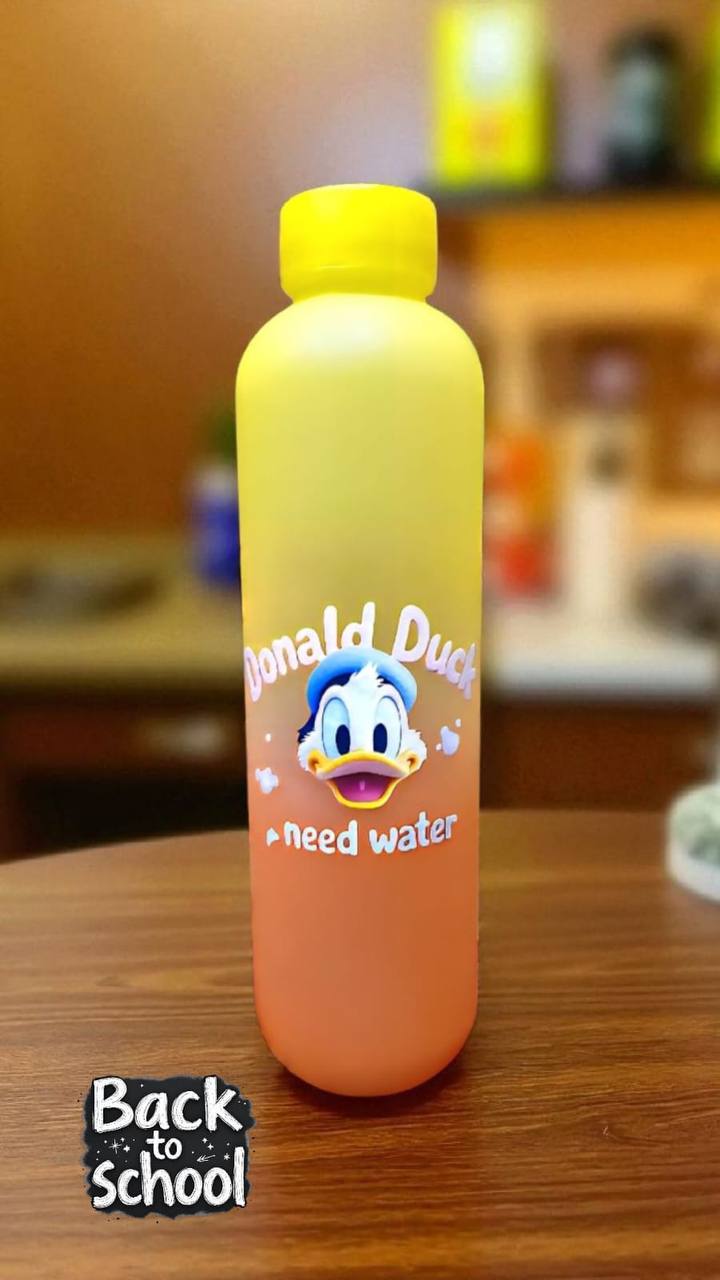 Donald Duck
need water
Back
to
school